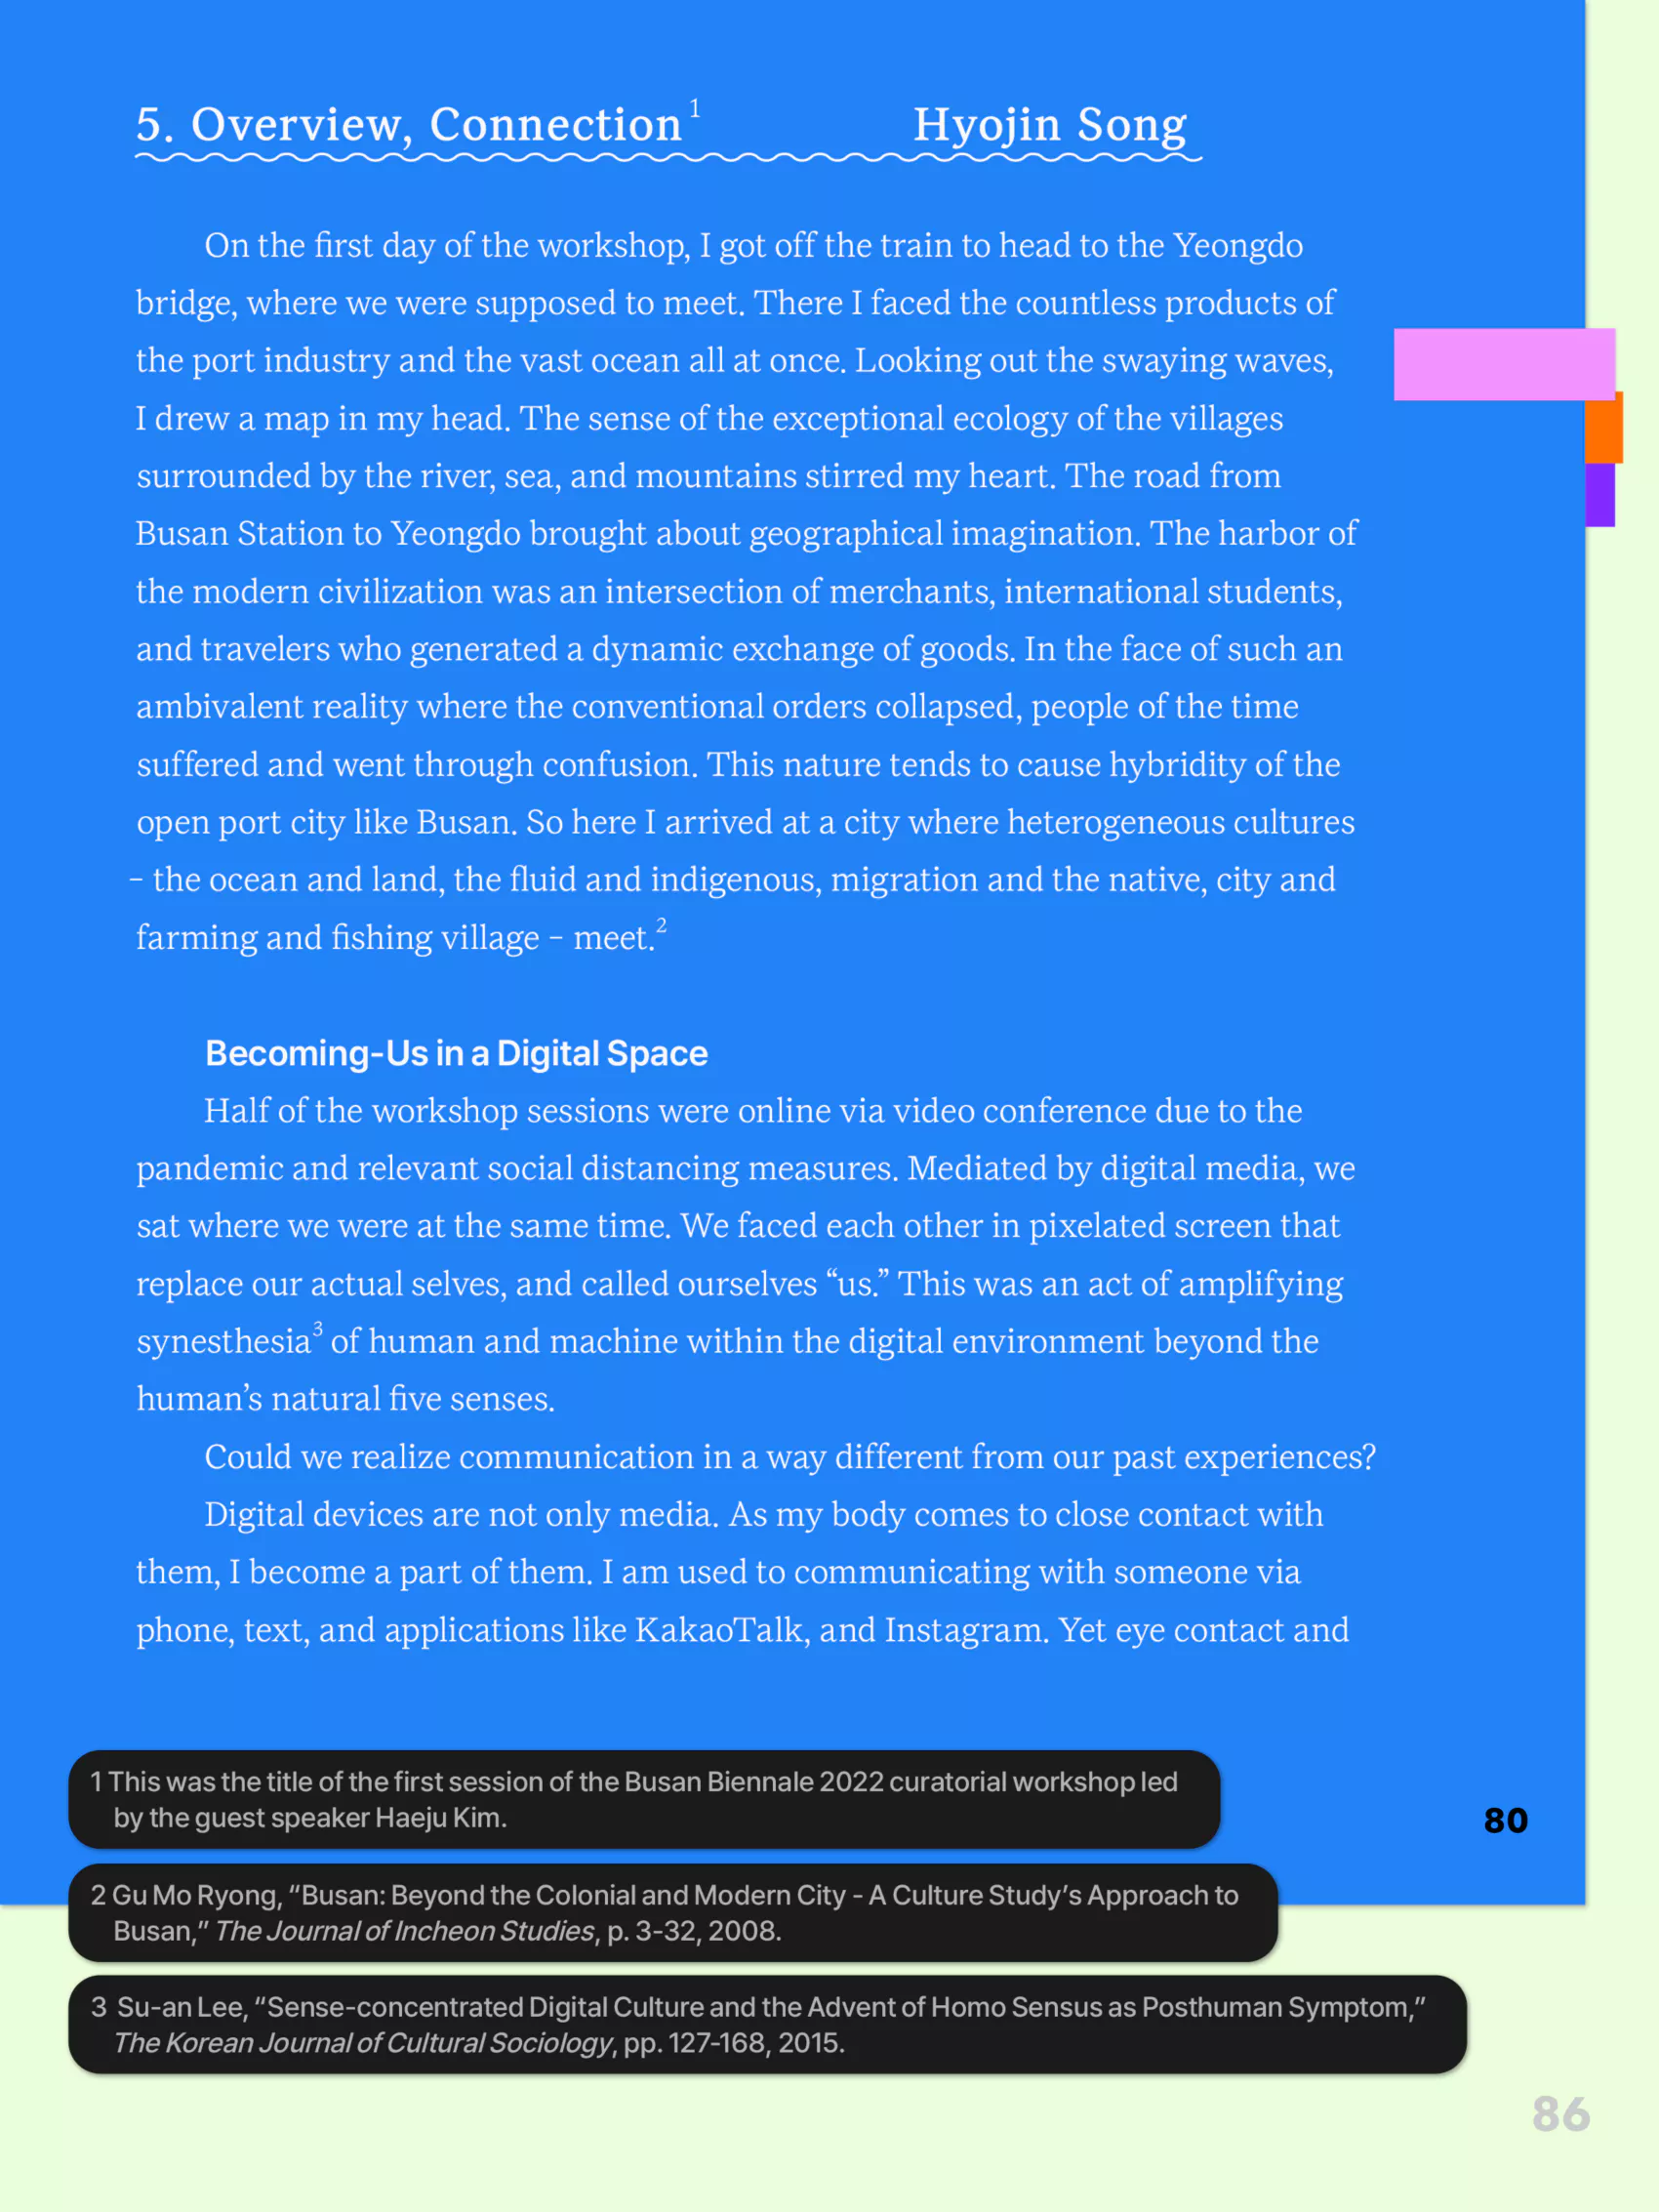 5. Overview, Connection¹ Hyojin Song
On the first day of the workshop, I got off the train to head to the Yeongdo
bridge, where we were supposed to meet. There I faced the countless products of
the port industry and the vast ocean all at once. Looking out the swaying waves,
I drew a map in my head. The sense of the exceptional ecology of the villages
surrounded by the river, sea, and mountains stirred my heart. The road from
Busan Station to Yeongdo brought about geographical imagination. The harbor of
the modern civilization was an intersection of merchants, international students,
and travelers who generated a dynamic exchange of goods. In the face of such an
ambivalent reality where the conventional orders collapsed, people of the time
suffered and went through confusion. This nature tends to cause hybridity of the
open port city like Busan. So here I arrived at a city where heterogeneous cultures
– the ocean and land, the fluid and indigenous, migration and the native, city and
farming and fishing village – meet.²
Becoming-Us in a Digital Space
Half of the workshop sessions were online via video conference due to the
pandemic and relevant social distancing measures. Mediated by digital media, we
sat where we were at the same time. We faced each other in pixelated screen that
replace our actual selves, and called ourselves “us.” This was an act of amplifying
synesthesia³ of human and machine within the digital environment beyond the
human’s natural five senses.
Could we realize communication in a way different from our past experiences?
Digital devices are not only media. As my body comes to close contact with
them, I become a part of them. I am used to communicating with someone via
phone, text, and applications like KakaoTalk, and Instagram. Yet eye contact and
1 This was the title of the first session of the Busan Biennale 2022 curatorial workshop led
by the guest speaker Haeju Kim.
80
2 Gu Mo Ryong, “Busan: Beyond the Colonial and Modern City - A Culture Study’s Approach to
Busan,” The Journal of Incheon Studies, p. 3-32, 2008.
3 Su-an Lee, “Sense-concentrated Digital Culture and the Advent of Homo Sensus as Posthuman Symptom,”
The Korean Journal of Cultural Sociology, pp. 127-168, 2015.
86